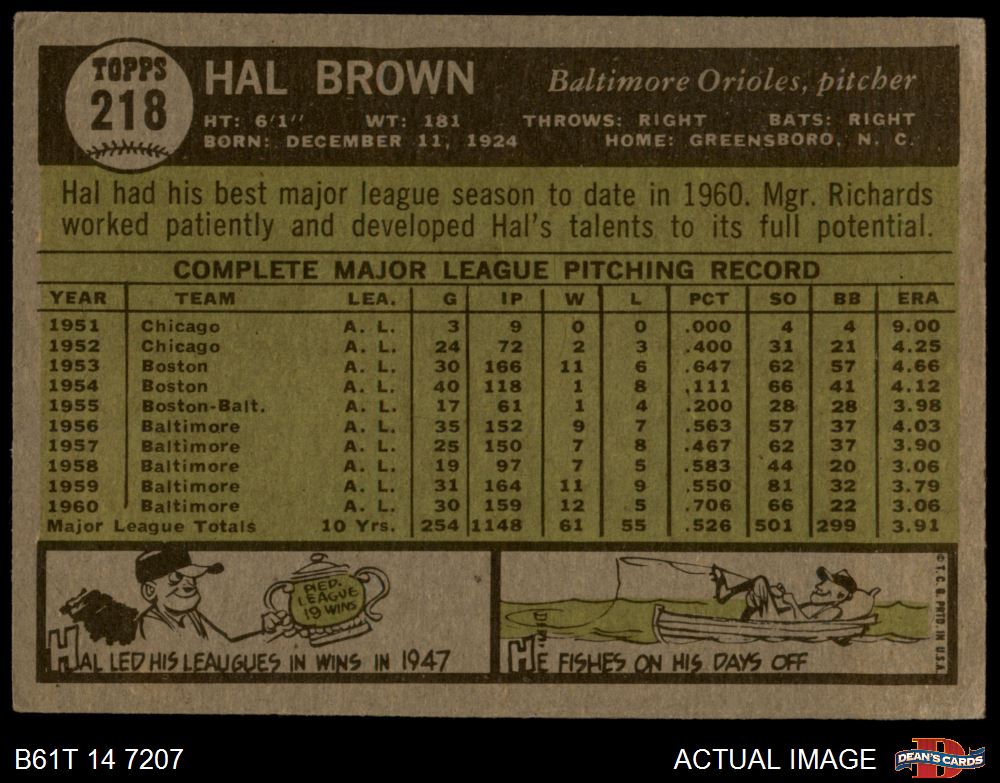 TOPPS
218
HAL BROWN Baltimore Orioles, pitcher
HT: 6'1'' WT: 181 THROWS: RIGHT BATS: RIGHT
BORN: DECEMBER 11, 1924 HOME: GREENSBORO, N. C.
Hal had his best major league season to date in 1960. Mgr. Richards
worked patiently and developed Hal's talents to its full potential.
COMPLETE MAJOR LEAGUE PITCHING RECORD
YEAR TEAM LEA. G IP W L PCT SO BB ERA
1951 Chicago A. L. 3 9 0 0 .000 4 4 9.00
1952 Chicago A. L. 24 72 2 3 .400 31 21 4.25
1953 Boston A. L. 30 166 11 6 .647 62 57 4.66
1954 Boston A. L. 40 118 1 8 .111 66 41 4.12
1955 Boston-Balt. A. L. 17 61 1 4 .200 28 28 3.98
1956 Baltimore A. L. 35 152 9 7 .563 57 37 4.03
1957 Baltimore A. L. 25 150 7 8 .467 62 37 3.90
1958 Baltimore A. L. 19 97 7 5 .583 44 20 3.06
1959 Baltimore A. L. 31 164 11 9 .550 81 32 3.79
1960 Baltimore A. L. 30 159 12 5 .706 66 22 3.06
Major League Totals 10 Yrs. 254 1148 61 55 .526 501 299 3.91
PIED.
LEAGUE
19 WINS
HAL LED HIS LEAUGUES IN WINS IN 1947
HE FISHES ON HIS DAYS OFF
© T. C. G. PRTD. IN U.S.A.
B61T 14 7207
ACTUAL IMAGE
D
DEAN'S CARDS